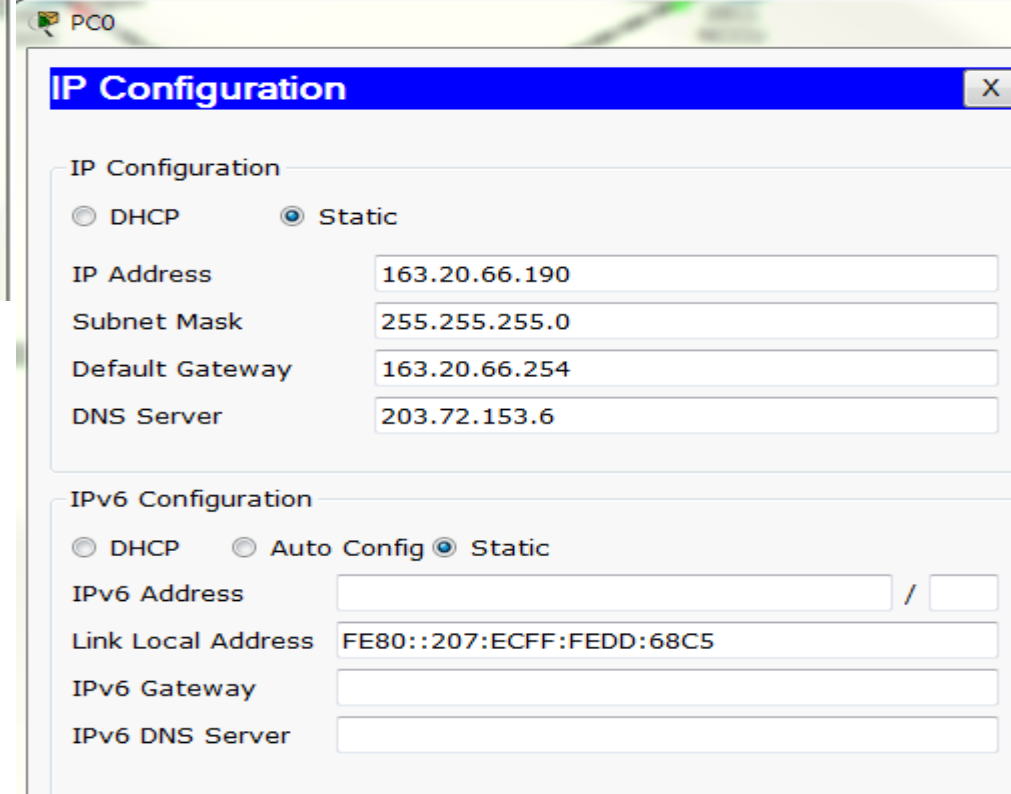 PC0
IP Configuration X
IP Configuration
DHCP Static
IP Address 163.20.66.190
Subnet Mask 255.255.255.0
Default Gateway 163.20.66.254
DNS Server 203.72.153.6
IPv6 Configuration
DHCP Auto Config Static
IPv6 Address /
Link Local Address FE80::207:ECFF:FEDD:68C5
IPv6 Gateway
IPv6 DNS Server